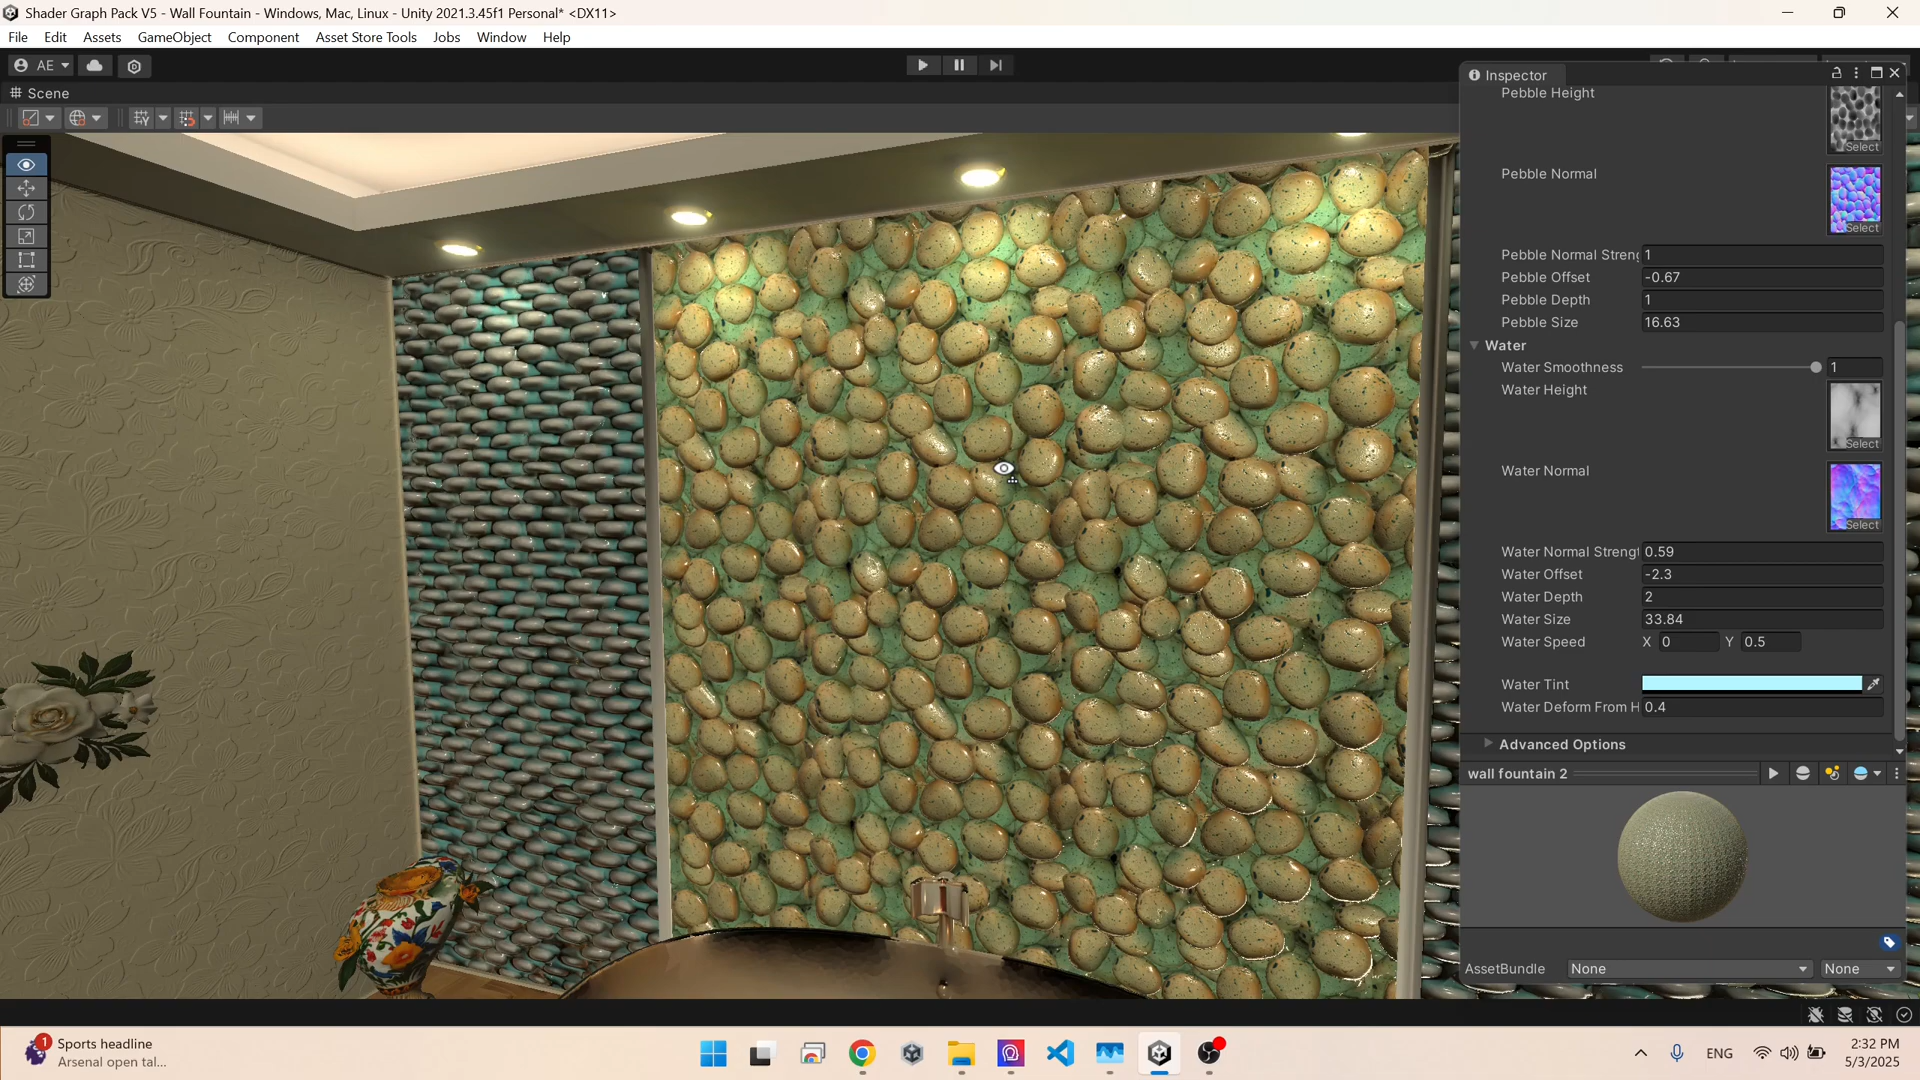 Shader Graph Pack V5 - Wall Fountain - Windows, Mac, Linux - Unity 2021.3.45f1 Personal* <DX11>
File Edit Assets GameObject Component Asset Store Tools Jobs Window Help
AE
Scene
Inspector
Pebble Height
Select
Pebble Normal
Select
Pebble Normal Streng 1
Pebble Offset -0.67
Pebble Depth 1
Pebble Size 16.63
Water
Water Smoothness 1
Water Height
Select
Water Normal
Select
Water Normal Strengt 0.59
Water Offset -2.3
Water Depth 2
Water Size 33.84
Water Speed X 0 Y 0.5
Water Tint
Water Deform From H 0.4
Advanced Options
wall fountain 2
AssetBundle None None
1 Sports headline
Arsenal open tal...
ENG
2:32 PM
5/3/2025